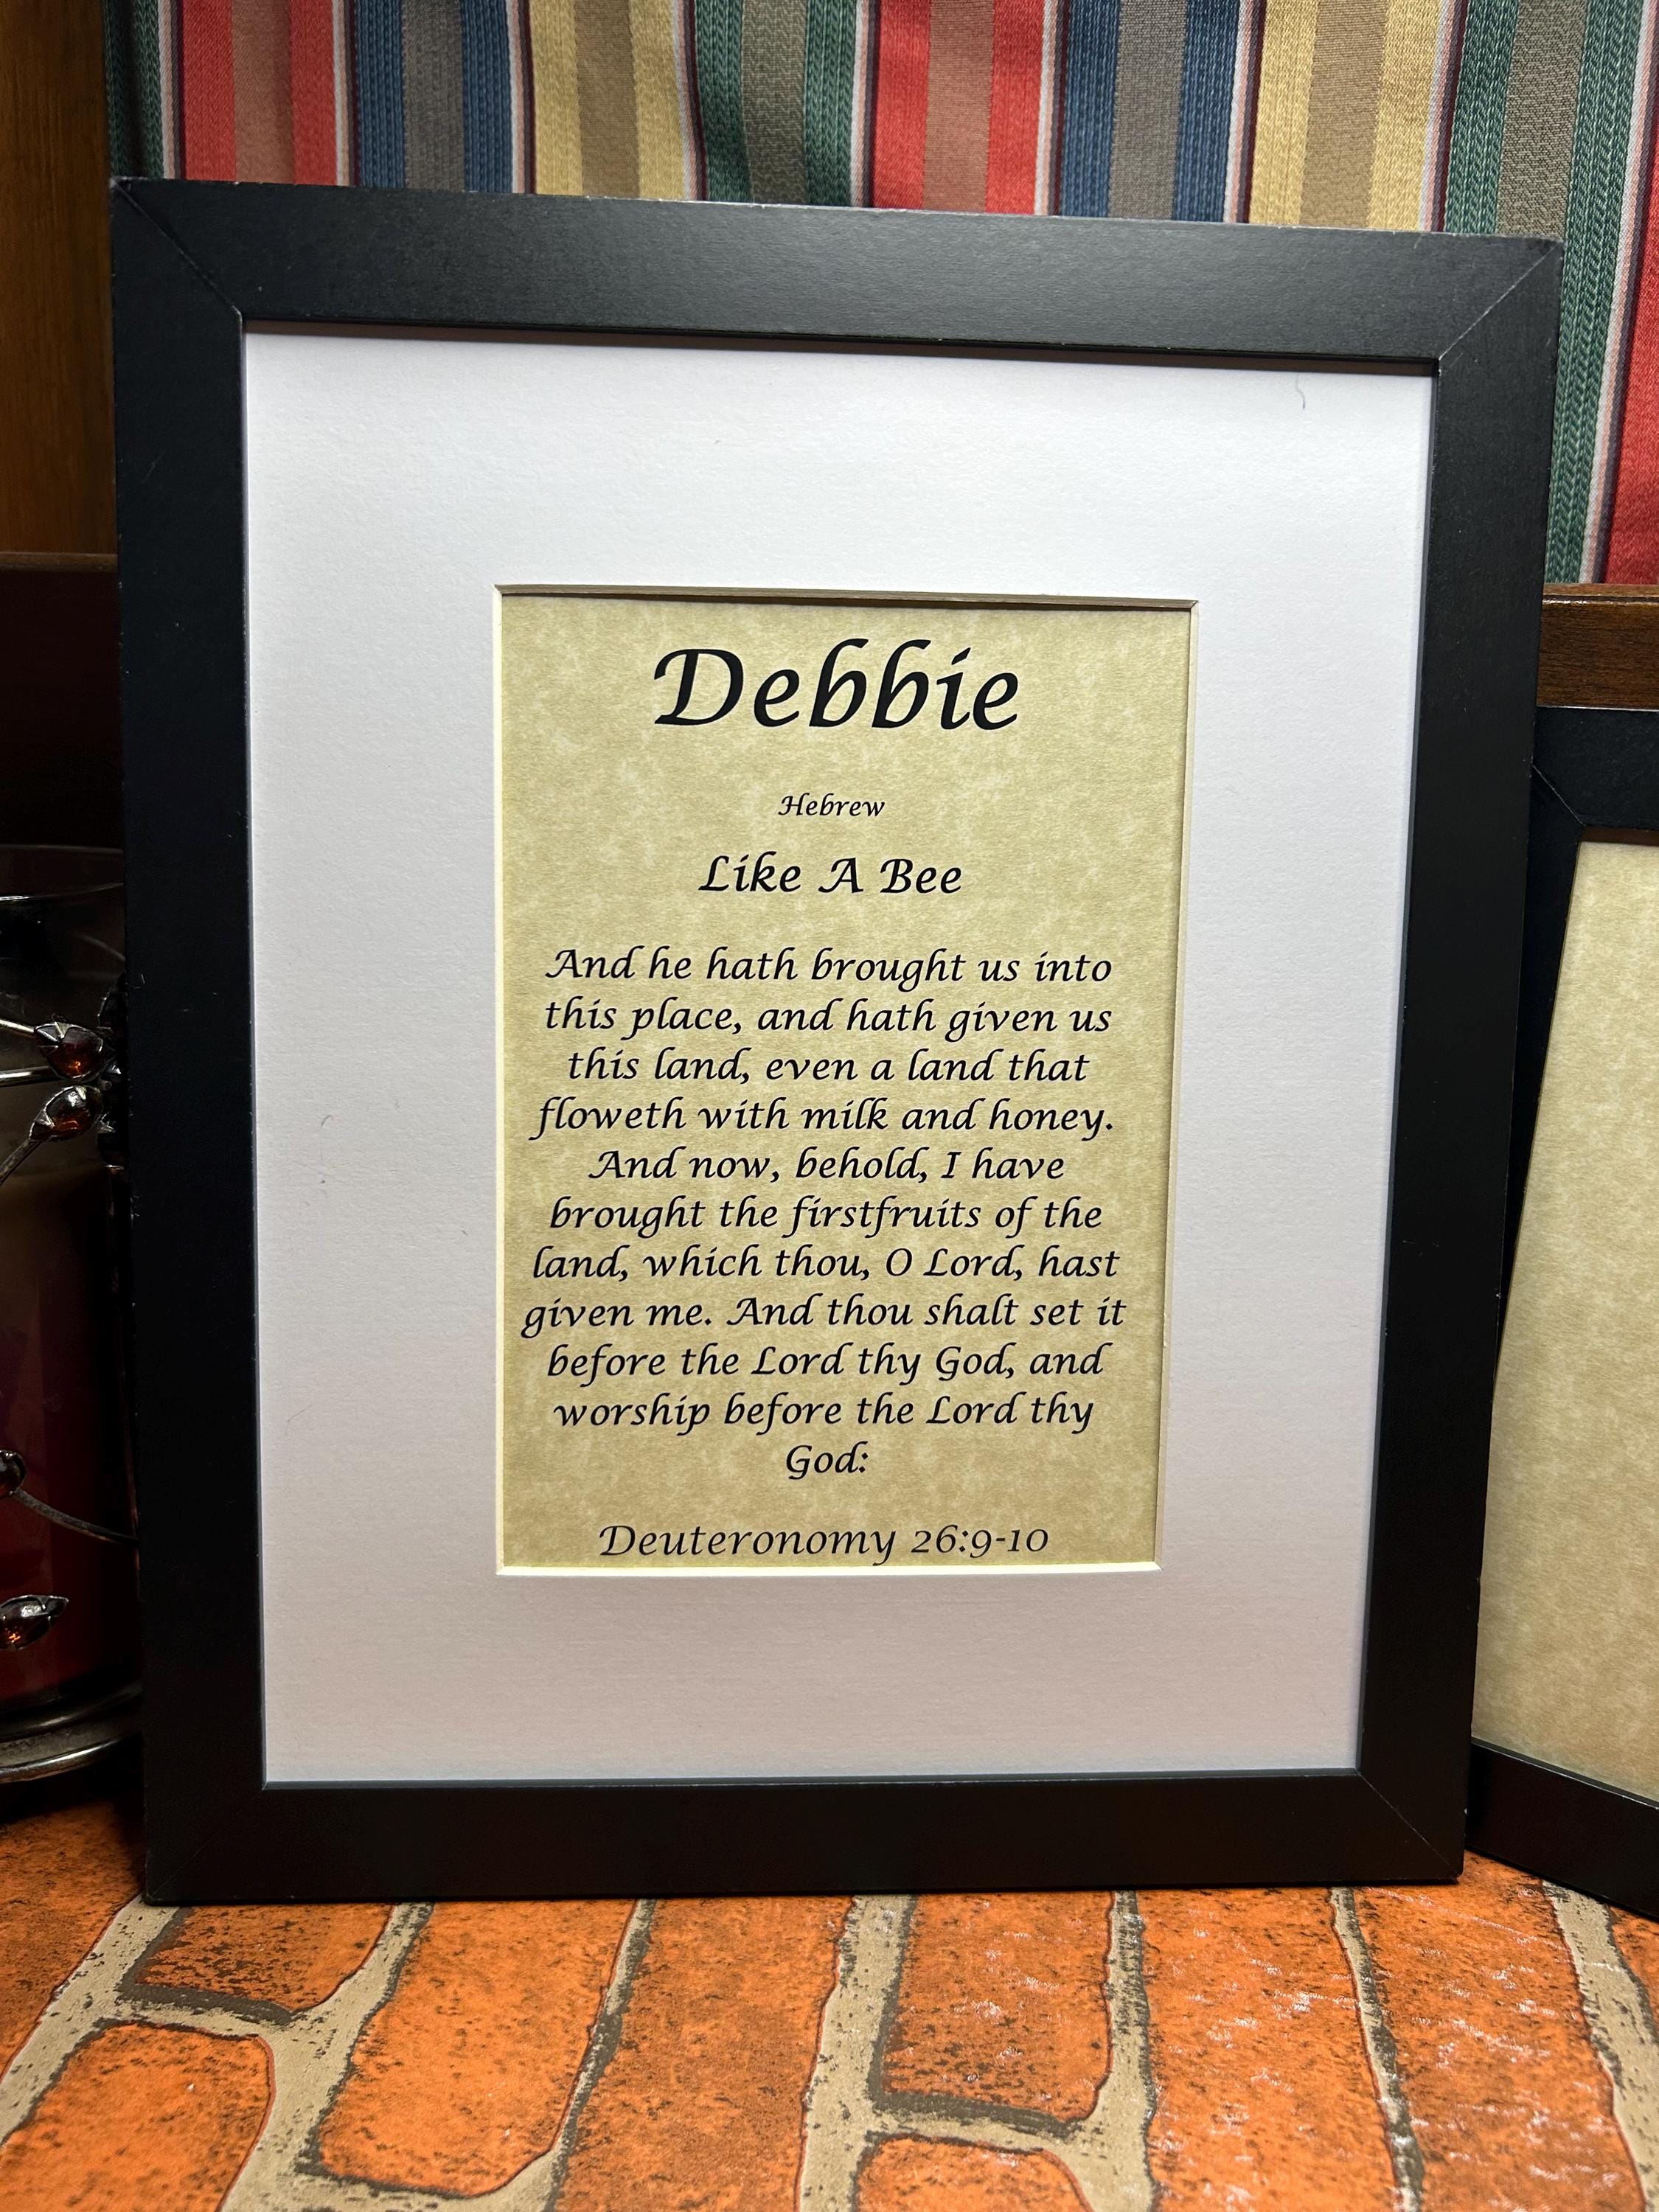 Debbie
Hebrew
Like A Bee
And he hath brought us into
this place, and hath given us
this land, even a land that
floweth with milk and honey.
And now, behold, I have
brought the firstfruits of the
land, which thou, O Lord, hast
given me. And thou shalt set it
before the Lord thy God, and
worship before the Lord thy
God:
Deuteronomy 26:9-10